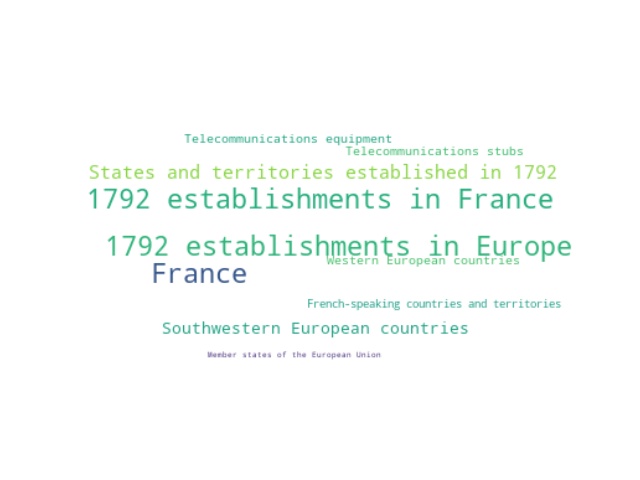 Telecommunications equipment
Telecommunications stubs
States and territories established in 1792
1792 establishments in France
1792 establishments in Europe
Western European countries
France
French-speaking countries and territories
Southwestern European countries
Member states of the European Union